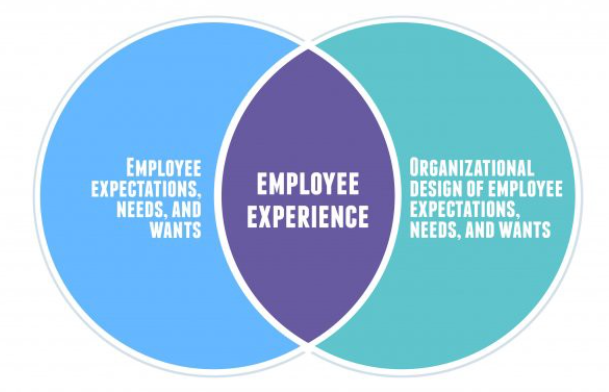 EMPLOYEE
EXPECTATIONS,
NEEDS, AND
WANTS
EMPLOYEE
EXPERIENCE
ORGANIZATIONAL
DESIGN OF EMPLOYEE
EXPECTATIONS,
NEEDS, AND WANTS